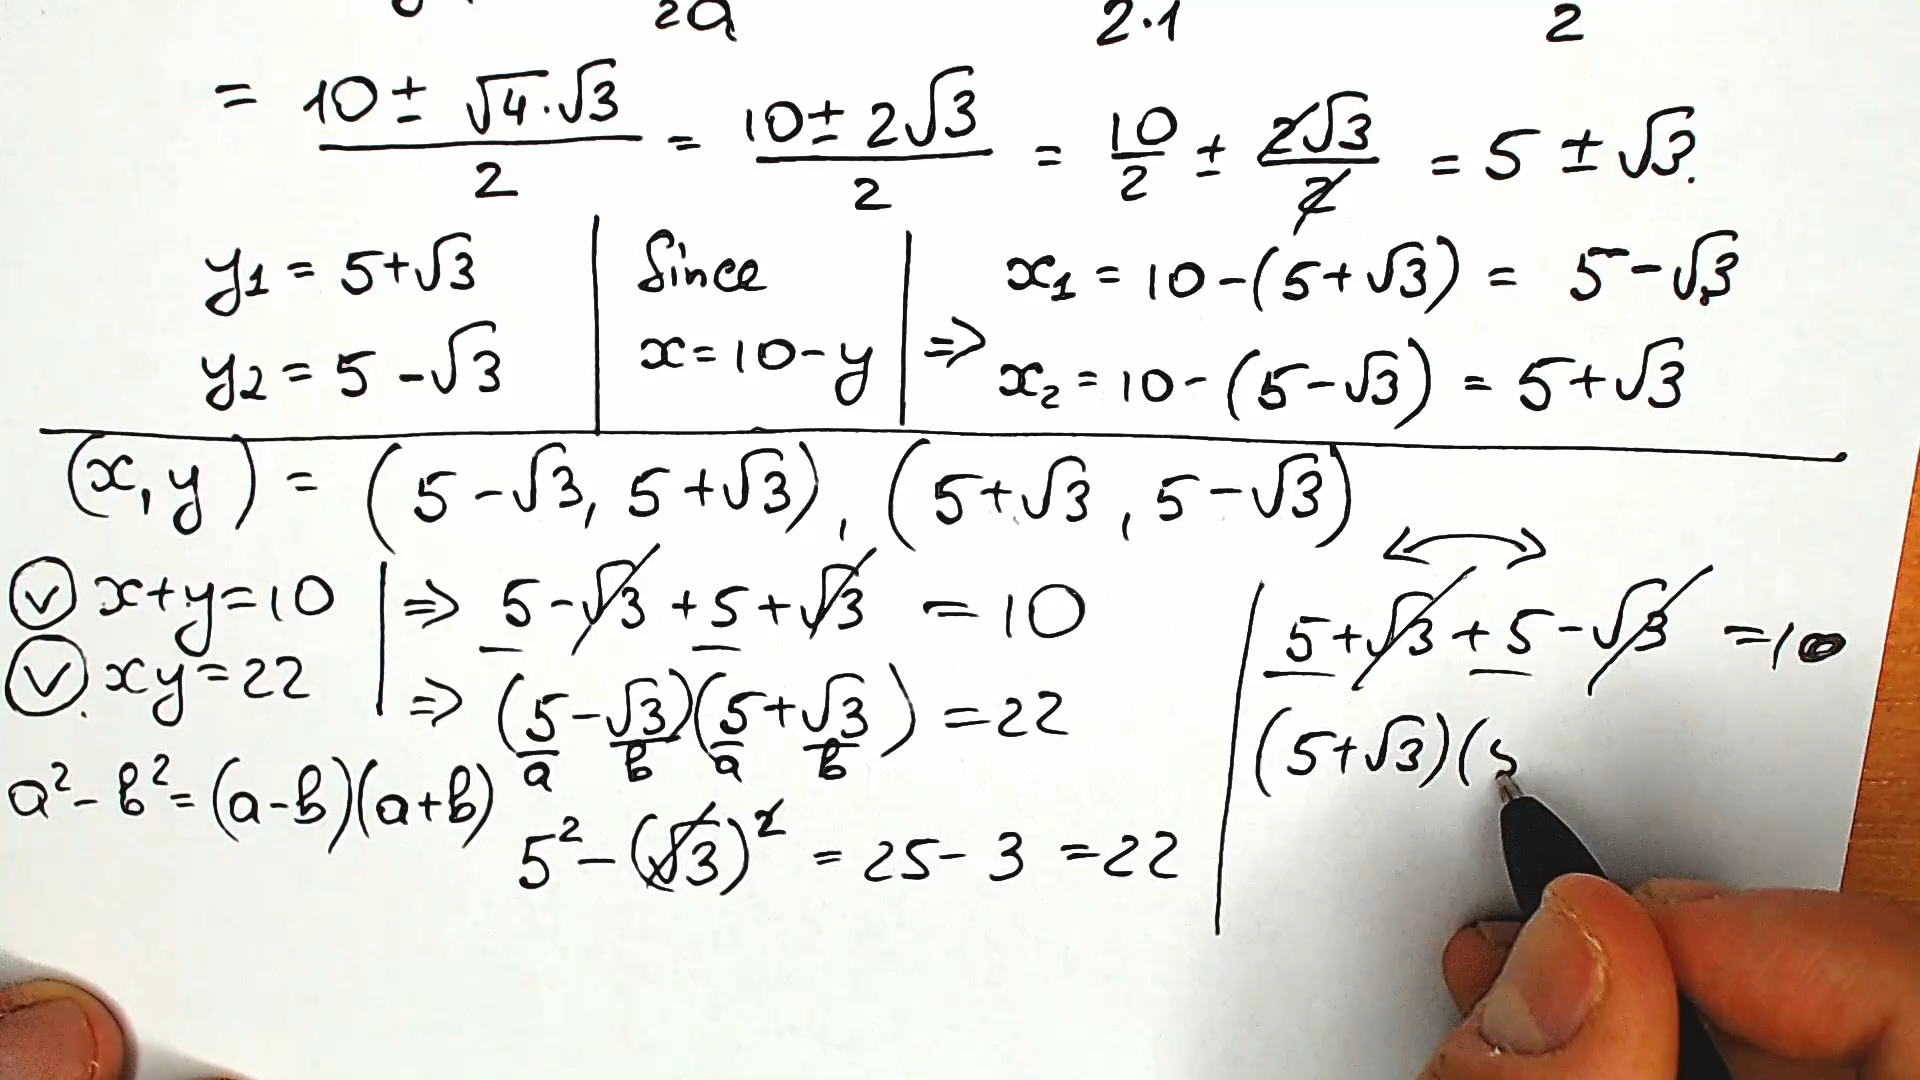 2a 2·1 2
= (10 ± √4·√3)/2 = (10 ± 2√3)/2 = 10/2 ± 2√3/2 = 5 ± √3.
y1 = 5+√3 | Since | x1 = 10-(5+√3) = 5-√3
y2 = 5-√3 | x=10-y | => x2 = 10-(5-√3) = 5+√3
(x, y) = (5-√3, 5+√3), (5+√3, 5-√3)
v x+y=10 | => 5-√3+5+√3 = 10 | 5+√3+5-√3 = 10
v xy=22 | => (5-√3)(5+√3) = 22 | (5+√3)(5
a b a b
a²-b²=(a-b)(a+b)
5²-(√3)² = 25-3 = 22